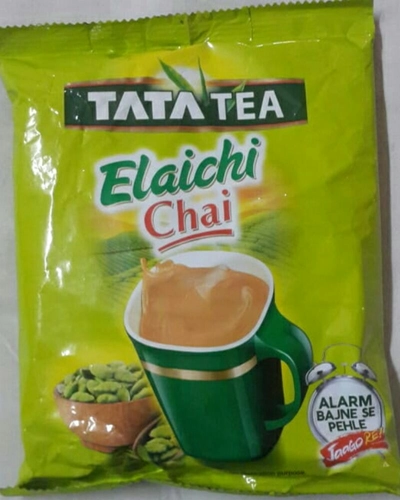 TATA TEA
Elaichi
Chai
ALARM
BAJNE SE
PEHLE
JaaGO RE!